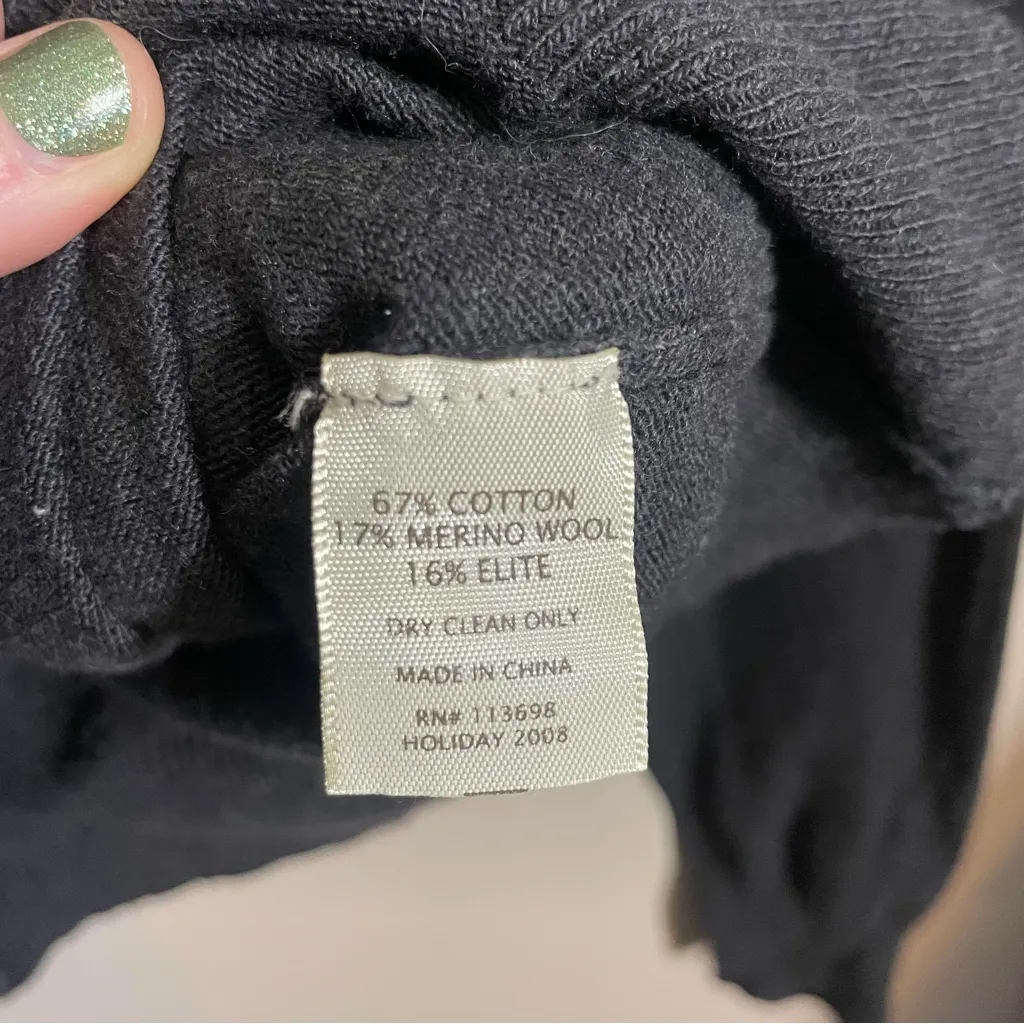 67% COTTON
17% MERINO WOOL
16% ELITE
DRY CLEAN ONLY
MADE IN CHINA
RN# 113698
HOLIDAY 2008